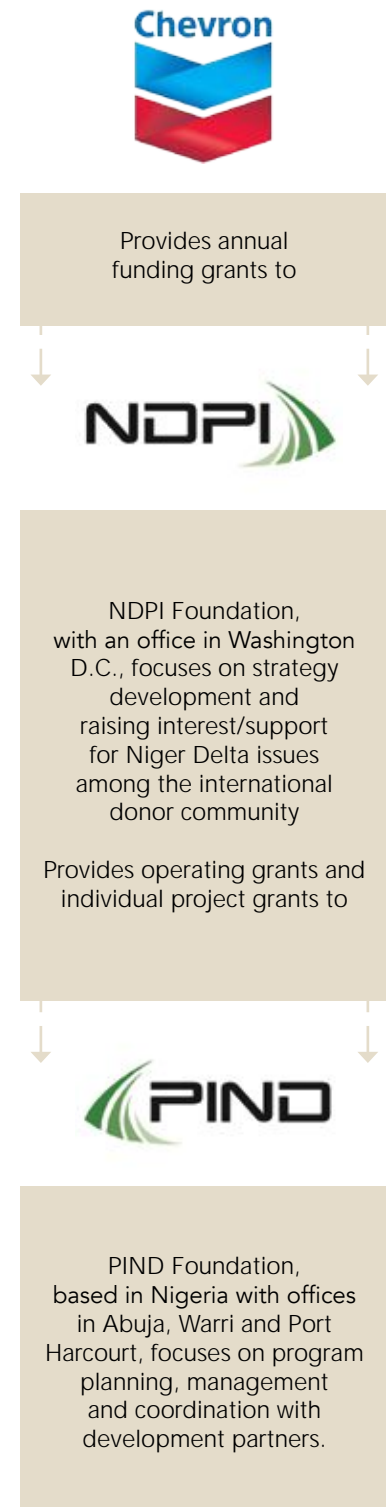 Chevron
Provides annual
funding grants to
NDPI
NDPI Foundation,
with an office in Washington
D.C., focuses on strategy
development and
raising interest/support
for Niger Delta issues
among the international
donor community
Provides operating grants and
individual project grants to
PIND
PIND Foundation,
based in Nigeria with offices
in Abuja, Warri and Port
Harcourt, focuses on program
planning, management
and coordination with
development partners.